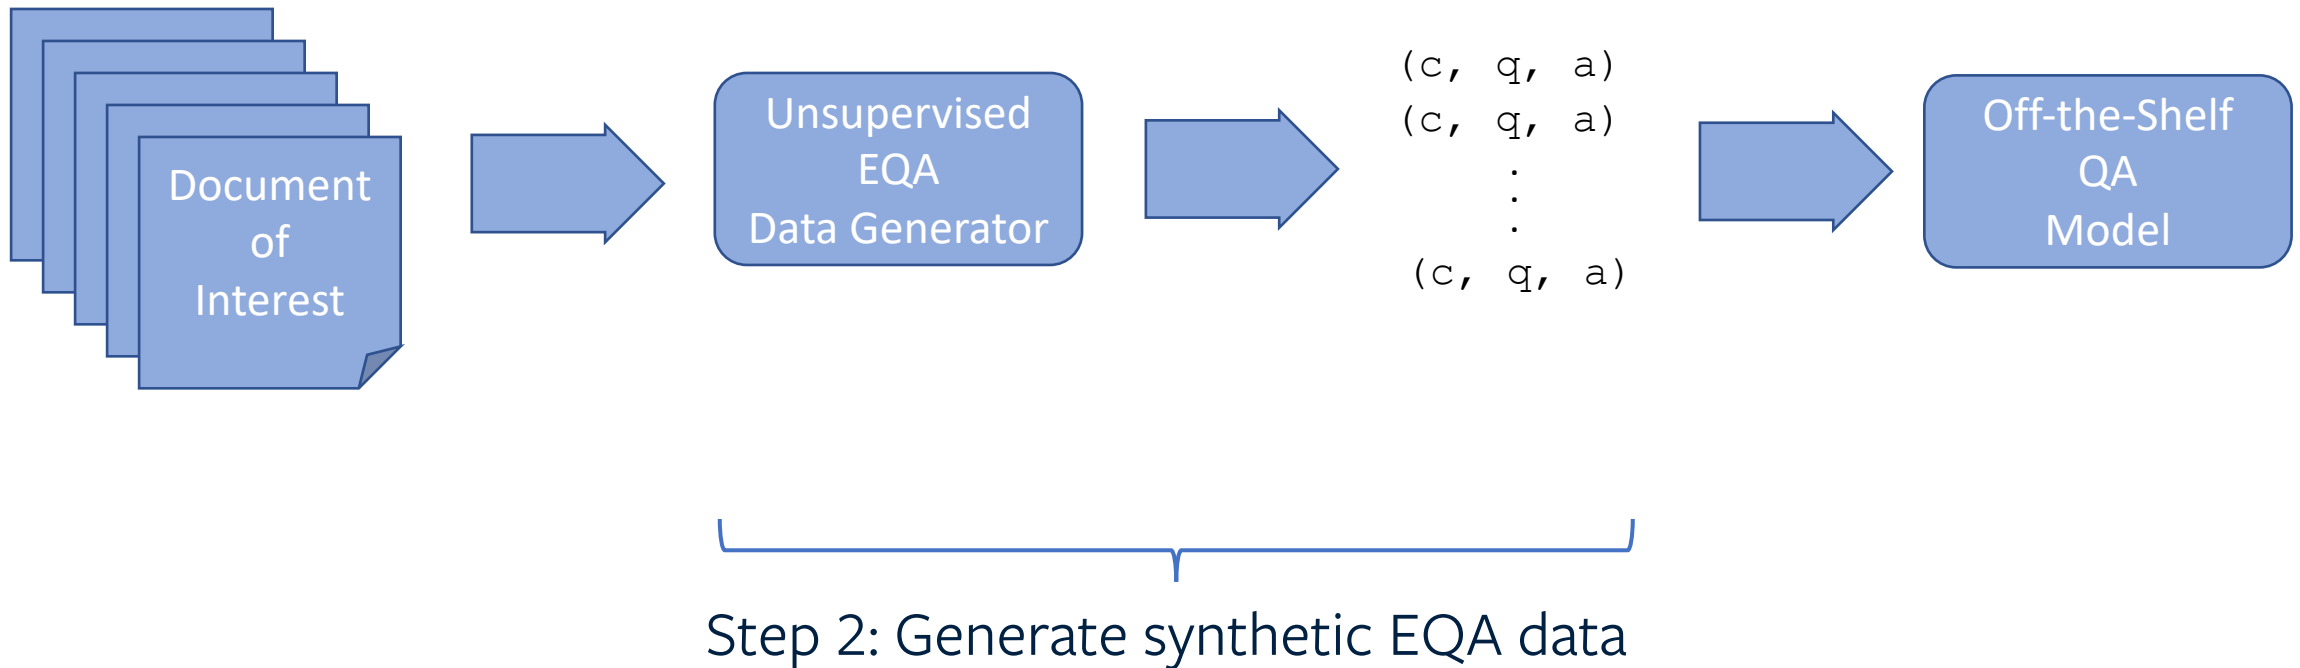 Document
of
Interest
Unsupervised
EQA
Data Generator
(c, q, a)
(c, q, a)
.
.
.
(c, q, a)
Off-the-Shelf
QA
Model
Step 2: Generate synthetic EQA data